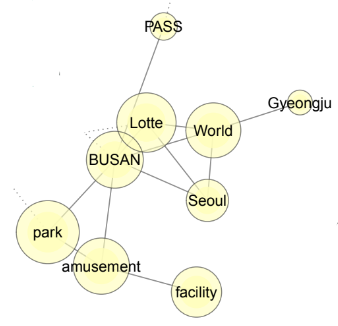 PASS
Gyeongju
Lotte
World
BUSAN
Seoul
park
amusement
facility